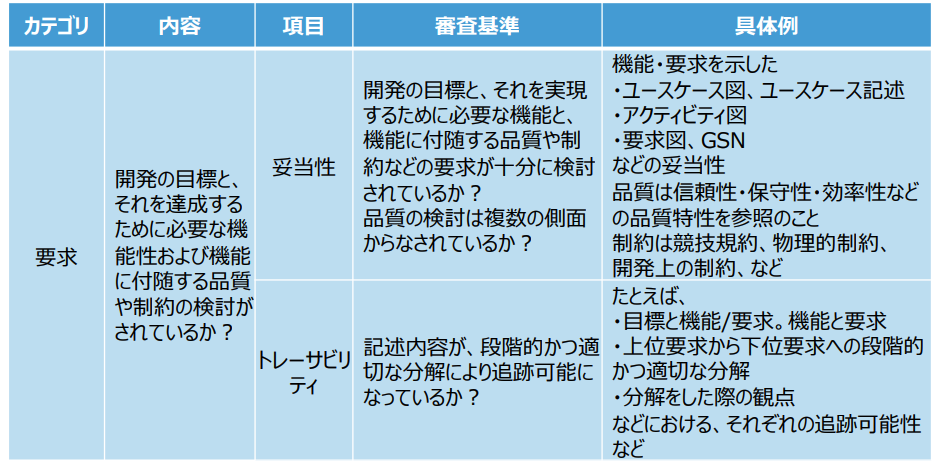 カテゴリ
内容
項目
審査基準
具体例
要求
開発の目標と、
それを達成する
ために必要な機
能性および機能
に付随する品質
や制約の検討が
されているか？
妥当性
開発の目標と、それを実現
するために必要な機能と、
機能に付随する品質や制
約などの要求が十分に検討
されているか？
品質の検討は複数の側面
からなされているか？
機能・要求を示した
・ユースケース図、ユースケース記述
・アクティビティ図
・要求図、GSN
などの妥当性
品質は信頼性・保守性・効率性など
の品質特性を参照のこと
制約は競技規約、物理的制約、
開発上の制約、など
トレーサビリ
ティ
記述内容が、段階的かつ適
切な分解により追跡可能に
なっているか？
たとえば、
・目標と機能/要求。機能と要求
・上位要求から下位要求への段階的
かつ適切な分解
・分解をした際の観点
などにおける、それぞれの追跡可能性
など